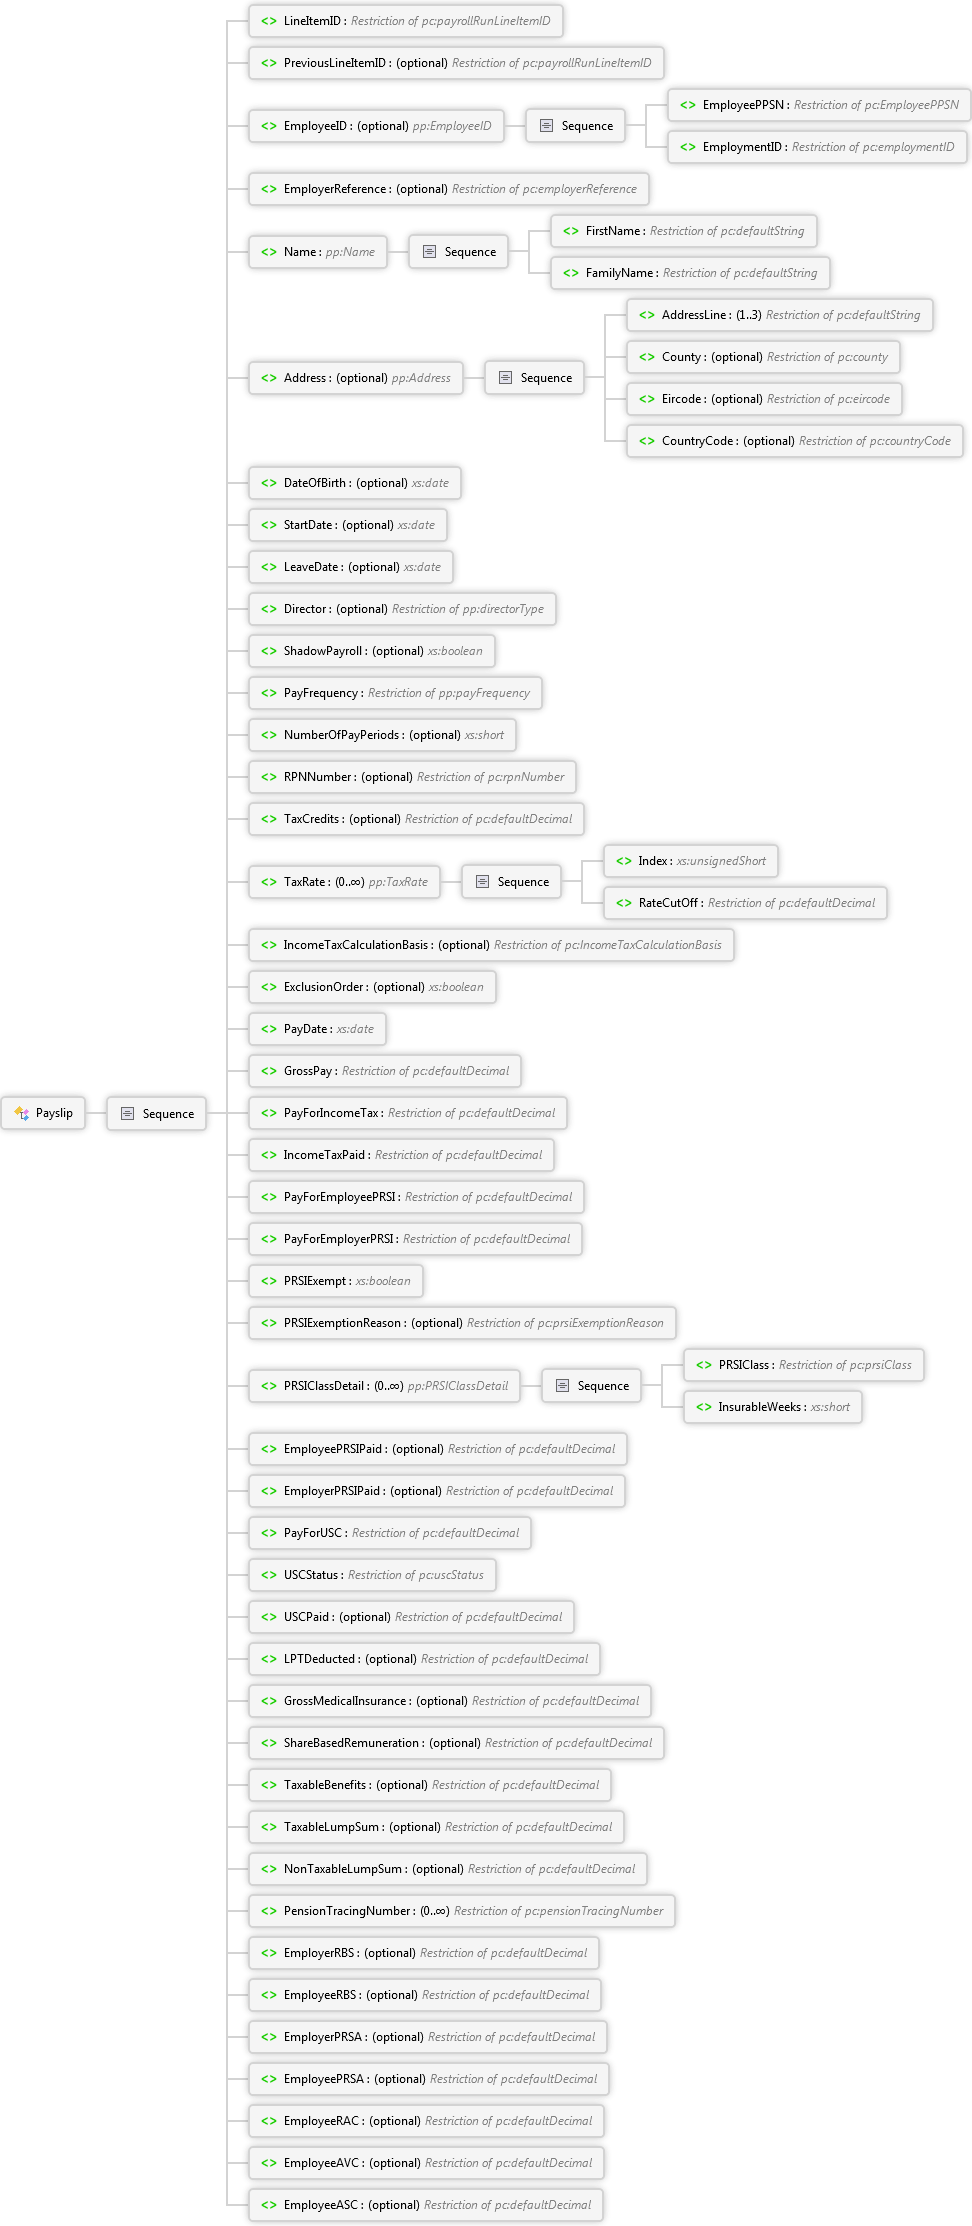 LineItemID : Restriction of pc:payrollRunLineItemID
PreviousLineItemID : (optional) Restriction of pc:payrollRunLineItemID
EmployeeID : (optional) pp:EmployeeID
Sequence
EmployeePPSN : Restriction of pc:EmployeePPSN
EmploymentID : Restriction of pc:employmentID
EmployerReference : (optional) Restriction of pc:employerReference
Name : pp:Name
Sequence
FirstName : Restriction of pc:defaultString
FamilyName : Restriction of pc:defaultString
Address : (optional) pp:Address
Sequence
AddressLine : (1..3) Restriction of pc:defaultString
County : (optional) Restriction of pc:county
Eircode : (optional) Restriction of pc:eircode
CountryCode : (optional) Restriction of pc:countryCode
DateOfBirth : (optional) xs:date
StartDate : (optional) xs:date
LeaveDate : (optional) xs:date
Director : (optional) Restriction of pp:directorType
ShadowPayroll : (optional) xs:boolean
PayFrequency : Restriction of pp:payFrequency
NumberOfPayPeriods : (optional) xs:short
RPNNumber : (optional) Restriction of pc:rpnNumber
TaxCredits : (optional) Restriction of pc:defaultDecimal
TaxRate : (0..∞) pp:TaxRate
Sequence
Index : xs:unsignedShort
RateCutOff : Restriction of pc:defaultDecimal
IncomeTaxCalculationBasis : (optional) Restriction of pc:IncomeTaxCalculationBasis
ExclusionOrder : (optional) xs:boolean
PayDate : xs:date
GrossPay : Restriction of pc:defaultDecimal
Payslip
Sequence
PayForIncomeTax : Restriction of pc:defaultDecimal
IncomeTaxPaid : Restriction of pc:defaultDecimal
PayForEmployeePRSI : Restriction of pc:defaultDecimal
PayForEmployerPRSI : Restriction of pc:defaultDecimal
PRSIExempt : xs:boolean
PRSIExemptionReason : (optional) Restriction of pc:prsiExemptionReason
PRSIClassDetail : (0..∞) pp:PRSIClassDetail
Sequence
PRSIClass : Restriction of pc:prsiClass
InsurableWeeks : xs:short
EmployeePRSIPaid : (optional) Restriction of pc:defaultDecimal
EmployerPRSIPaid : (optional) Restriction of pc:defaultDecimal
PayForUSC : Restriction of pc:defaultDecimal
USCStatus : Restriction of pc:uscStatus
USCPaid : (optional) Restriction of pc:defaultDecimal
LPTDeducted : (optional) Restriction of pc:defaultDecimal
GrossMedicalInsurance : (optional) Restriction of pc:defaultDecimal
ShareBasedRemuneration : (optional) Restriction of pc:defaultDecimal
TaxableBenefits : (optional) Restriction of pc:defaultDecimal
TaxableLumpSum : (optional) Restriction of pc:defaultDecimal
NonTaxableLumpSum : (optional) Restriction of pc:defaultDecimal
PensionTracingNumber : (0..∞) Restriction of pc:pensionTracingNumber
EmployerRBS : (optional) Restriction of pc:defaultDecimal
EmployeeRBS : (optional) Restriction of pc:defaultDecimal
EmployerPRSA : (optional) Restriction of pc:defaultDecimal
EmployeePRSA : (optional) Restriction of pc:defaultDecimal
EmployeeRAC : (optional) Restriction of pc:defaultDecimal
EmployeeAVC : (optional) Restriction of pc:defaultDecimal
EmployeeASC : (optional) Restriction of pc:defaultDecimal